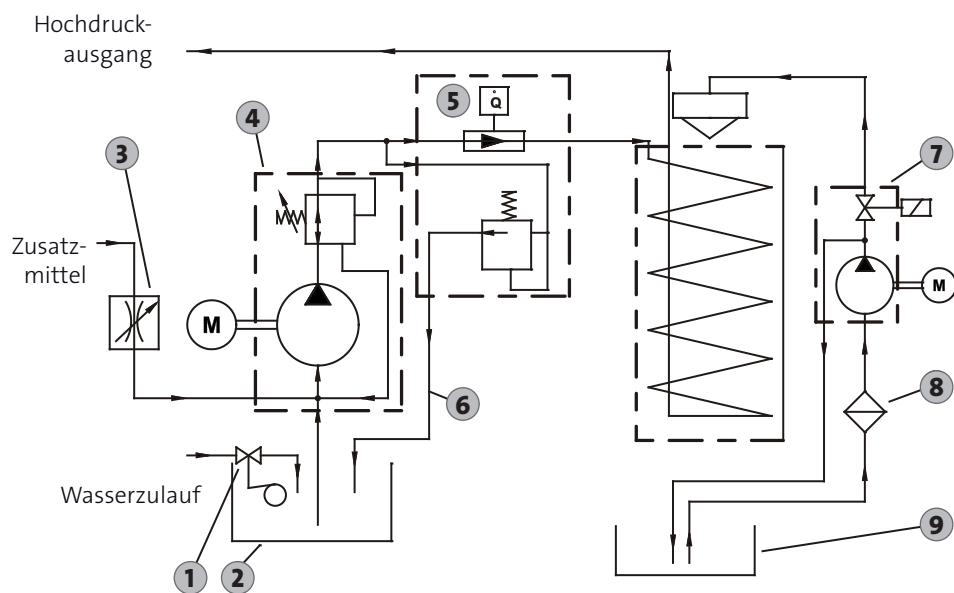 Hochdruck-
ausgang
5
Q̇
4
3
7
Zusatz-
mittel
M
M
6
8
Wasserzulauf
9
1
2